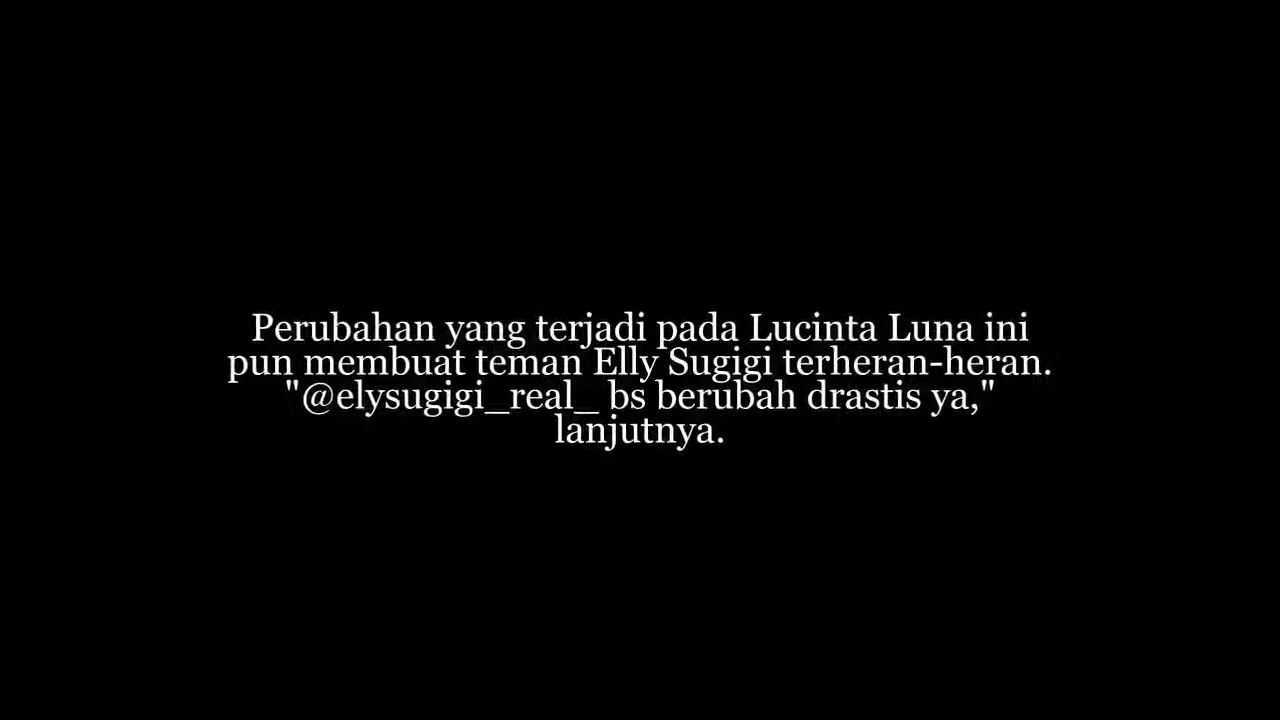 Perubahan yang terjadi pada Lucinta Luna ini
pun membuat teman Elly Sugigi terheran-heran.
"@elysugigi_real_ bs berubah drastis ya,"
lanjutnya.